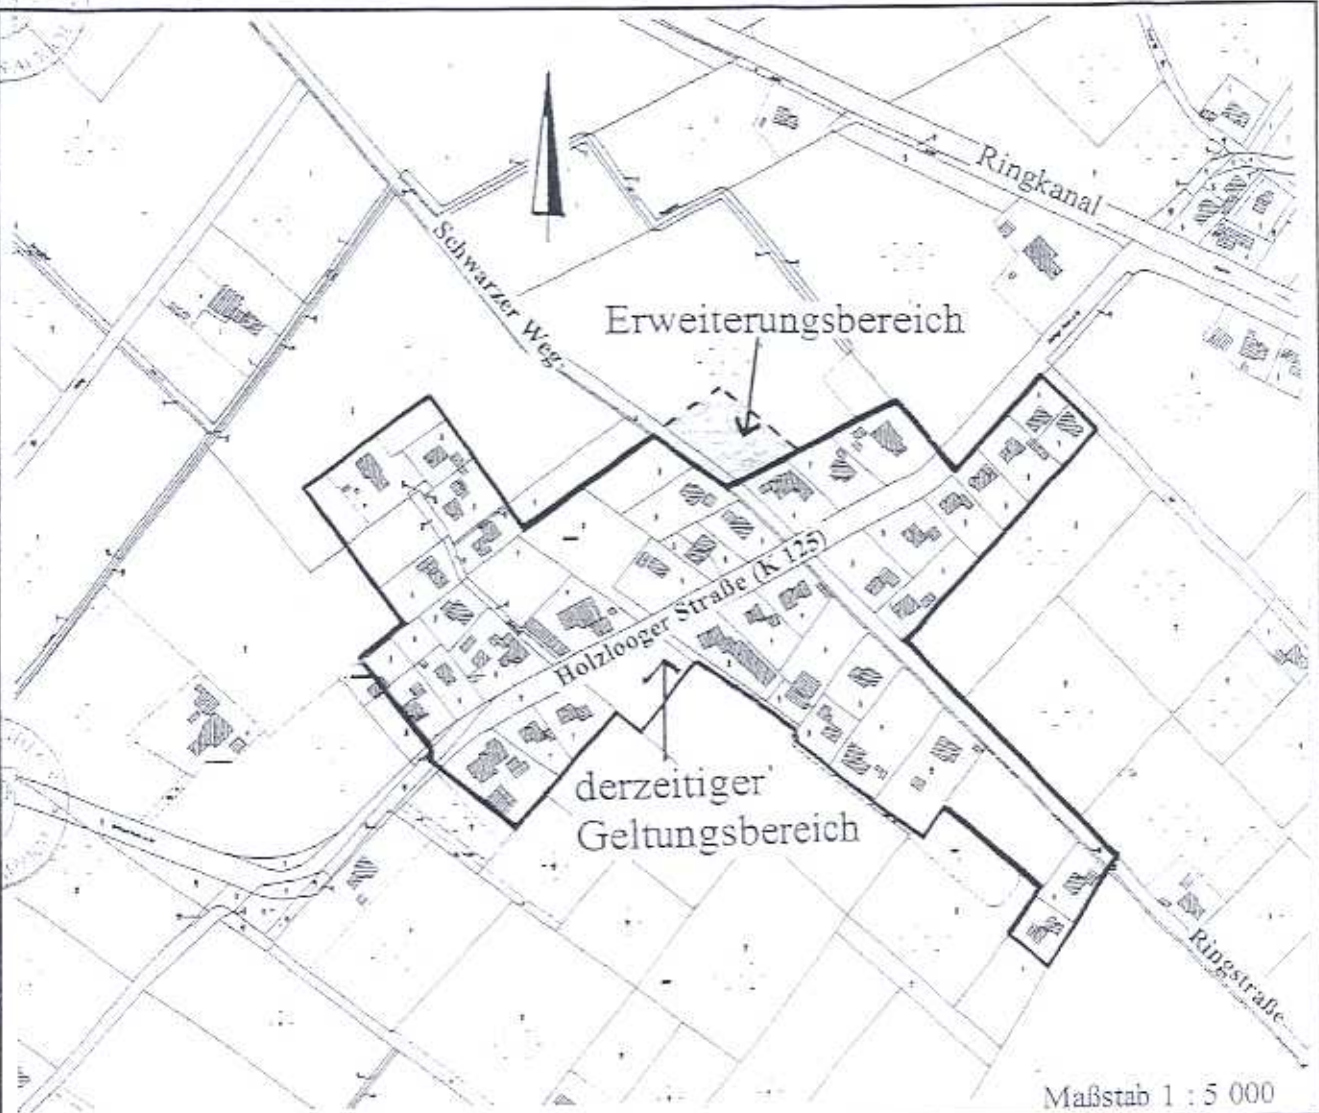 Ringkanal
Schwarzer Weg
Erweiterungsbereich
Holzlooger Straße (K 125)
derzeitiger
Geltungsbereich
Ringstraße
Maßstab 1 : 5 000